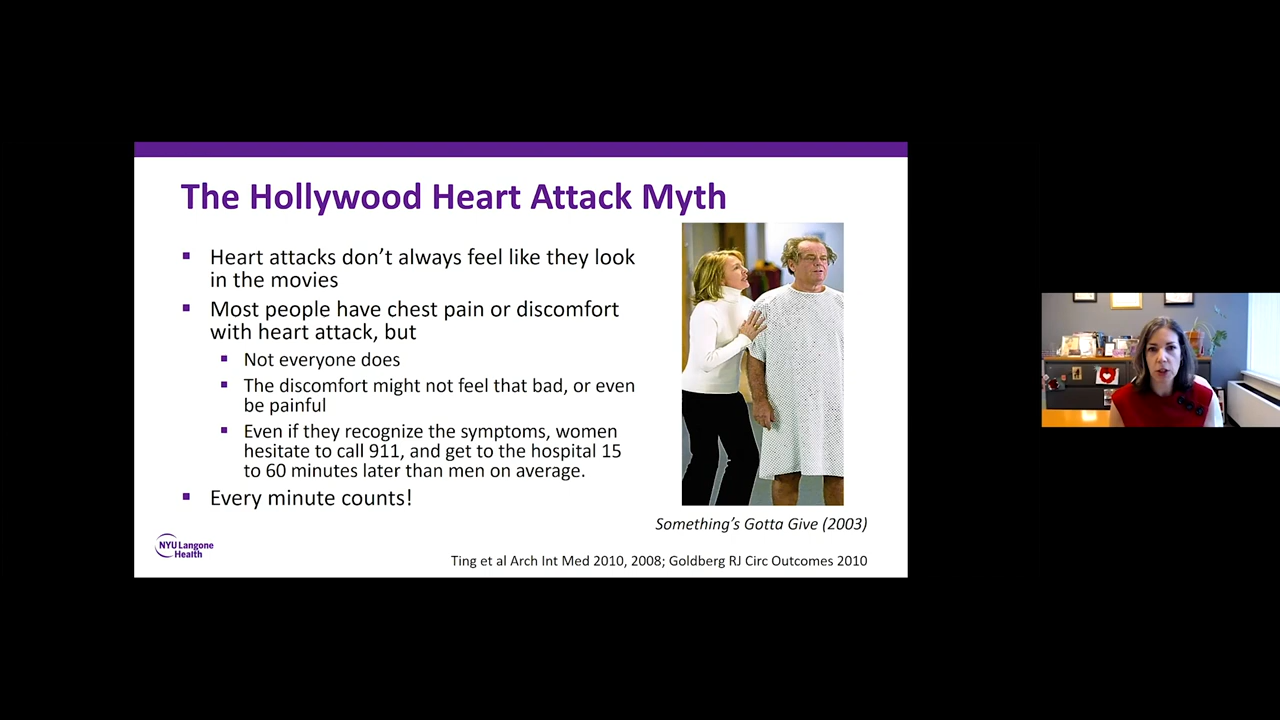 The Hollywood Heart Attack Myth
Heart attacks don't always feel like they look
in the movies
Most people have chest pain or discomfort
with heart attack, but
Not everyone does
The discomfort might not feel that bad, or even
be painful
Even if they recognize the symptoms, women
hesitate to call 911, and get to the hospital 15
to 60 minutes later than men on average.
Every minute counts!
Something's Gotta Give (2003)
NYU Langone
Health
Ting et al Arch Int Med 2010, 2008; Goldberg RJ Circ Outcomes 2010